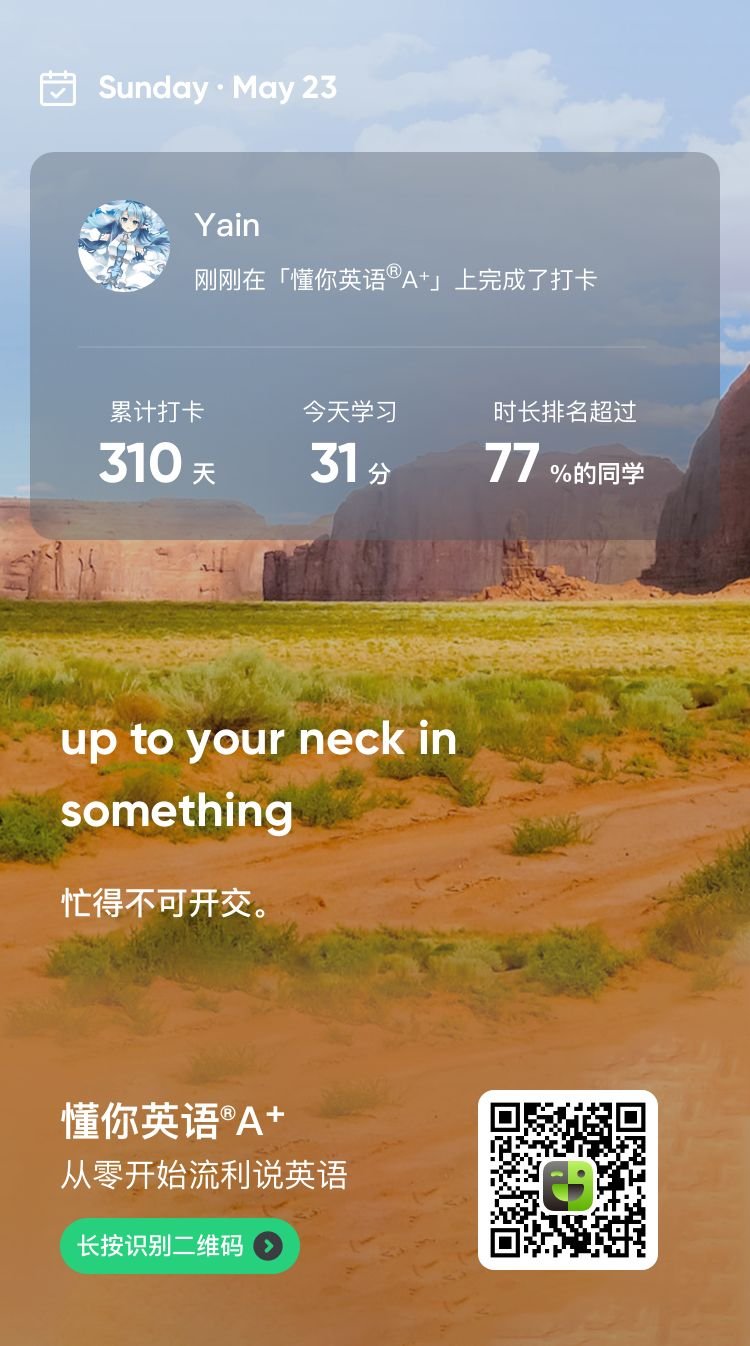 Sunday · May 23
Yain
刚刚在「懂你英语®A⁺」上完成了打卡
累计打卡 今天学习 时长排名超过
310 天 31 分 77 %的同学
up to your neck in
something
忙得不可开交。
懂你英语®A⁺
从零开始流利说英语
长按识别二维码